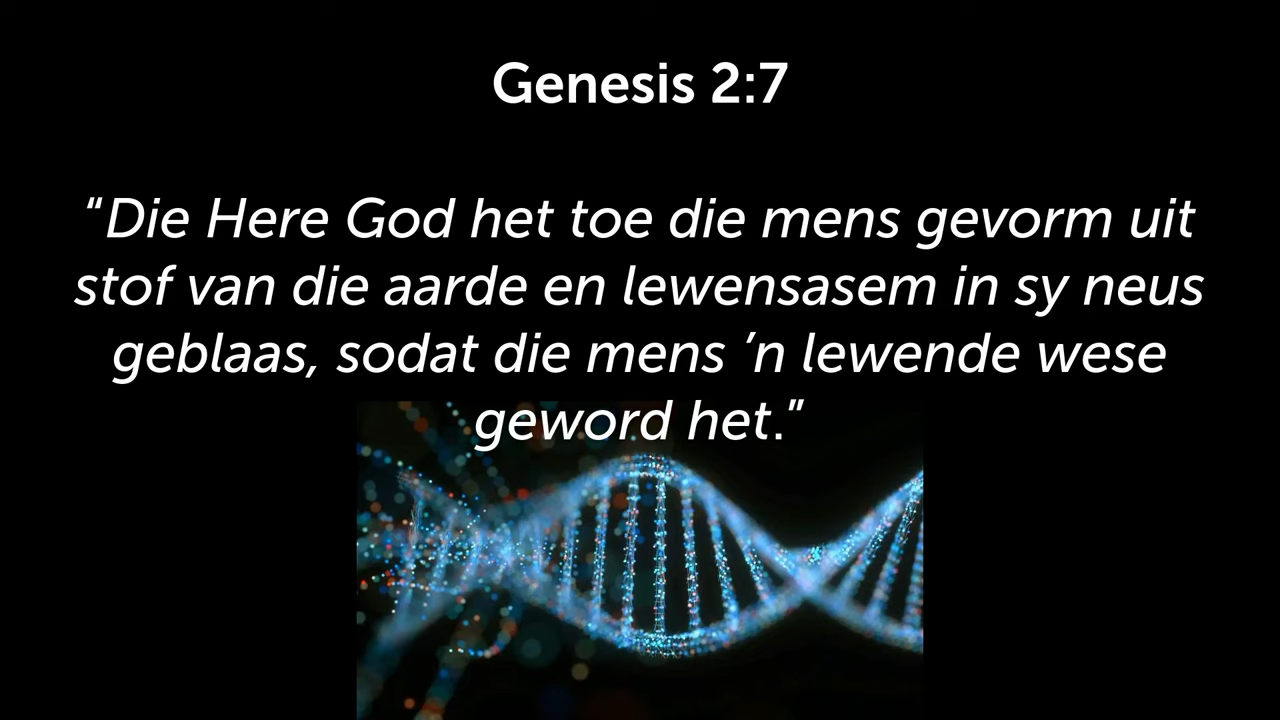 Genesis 2:7
“Die Here God het toe die mens gevorm uit
stof van die aarde en lewensasem in sy neus
geblaas, sodat die mens ’n lewende wese
geword het.”